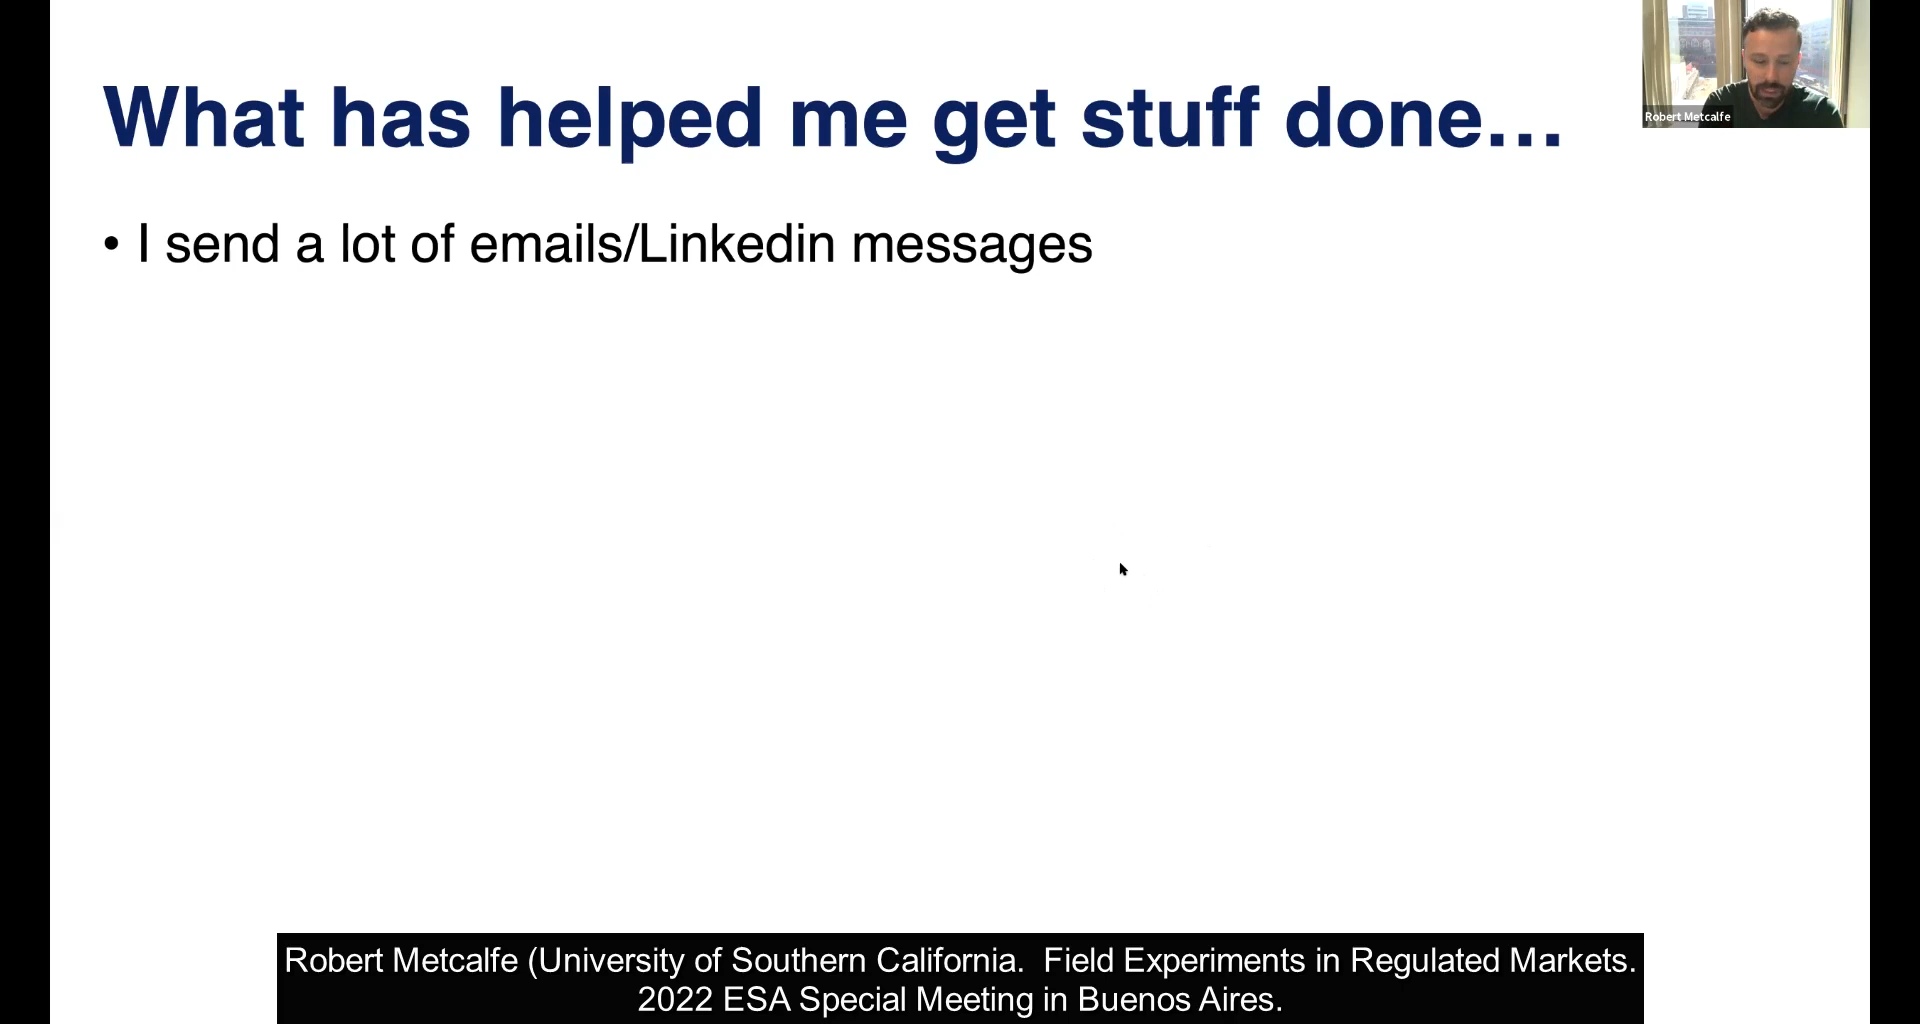 What has helped me get stuff done...
Robert Metcalfe
• I send a lot of emails/Linkedin messages
Robert Metcalfe (University of Southern California.  Field Experiments in Regulated Markets.
2022 ESA Special Meeting in Buenos Aires.